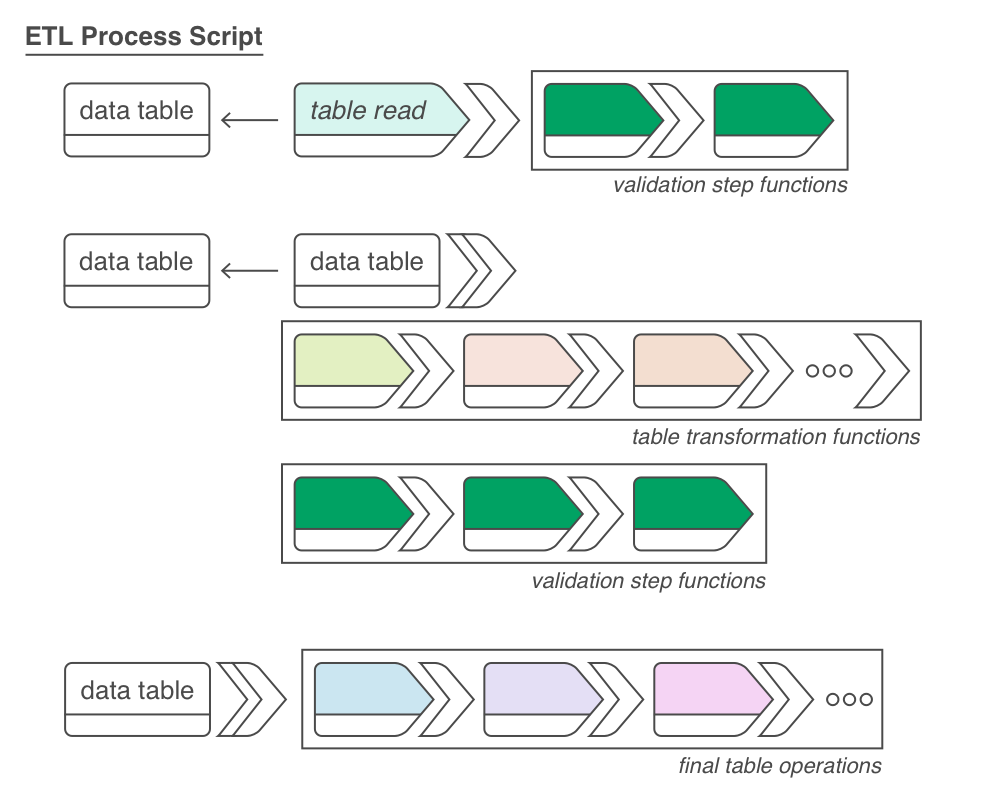 ETL Process Script
data table
table read
validation step functions
data table
data table
table transformation functions
validation step functions
data table
final table operations